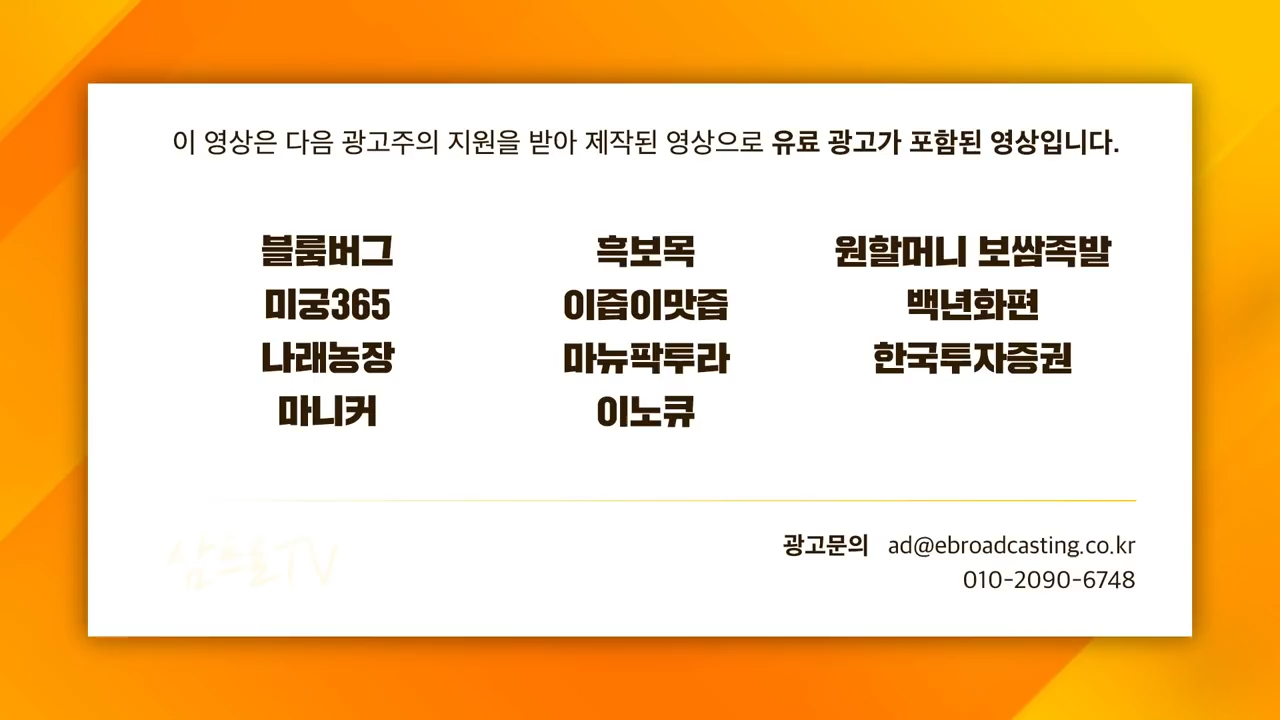 이 영상은 다음 광고주의 지원을 받아 제작된 영상으로 유료 광고가 포함된 영상입니다.
블룸버그
미궁365
나래농장
마니커
흑보목
이즙이맛즙
마뉴팍투라
이노큐
원할머니 보쌈족발
백년화편
한국투자증권
삼프로TV
광고문의 ad@ebroadcasting.co.kr
010-2090-6748